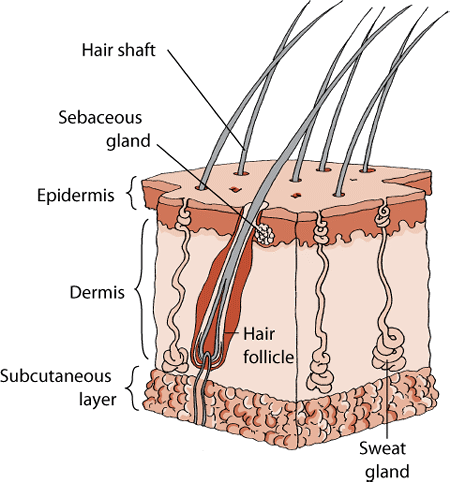 Hair shaft
Sebaceous
gland
Epidermis
Dermis
Hair
follicle
Subcutaneous
layer
Sweat
gland